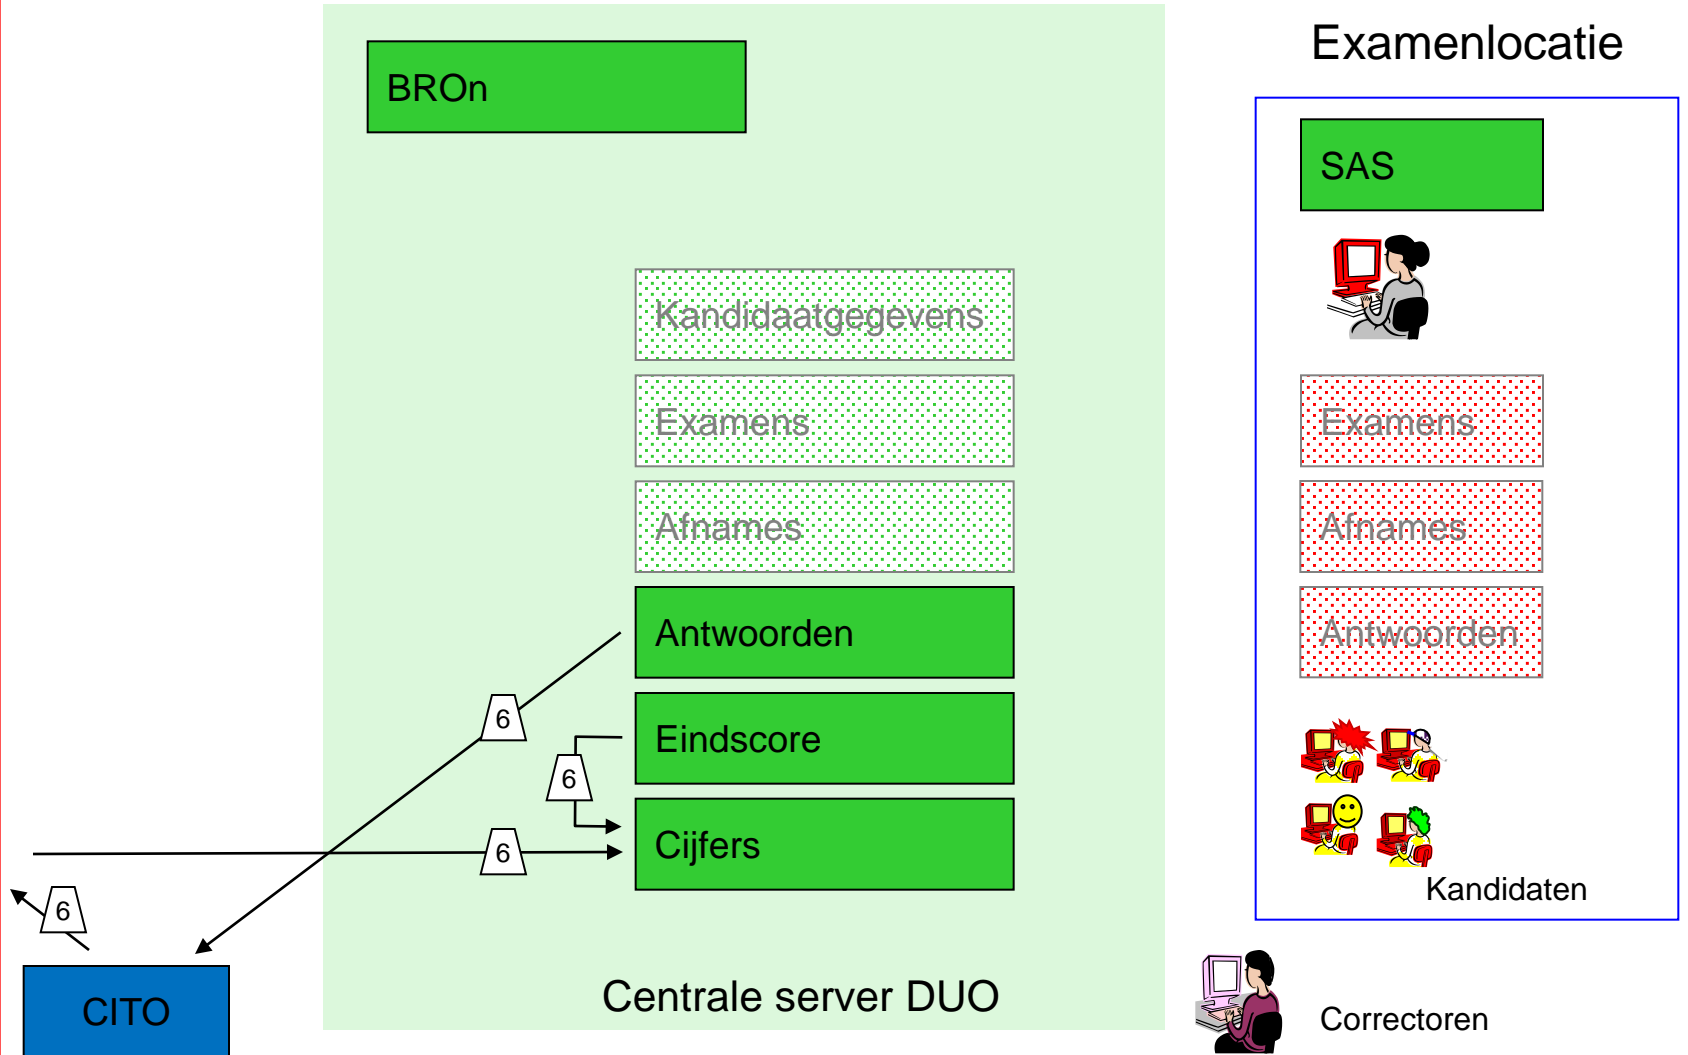 Examenlocatie
BROn
SAS
Kandidaatgegevens
Examens
Examens
Afnames
Afnames
Antwoorden
Antwoorden
6
Eindscore
6
Cijfers
6
Kandidaten
6
Centrale server DUO
CITO
Correctoren